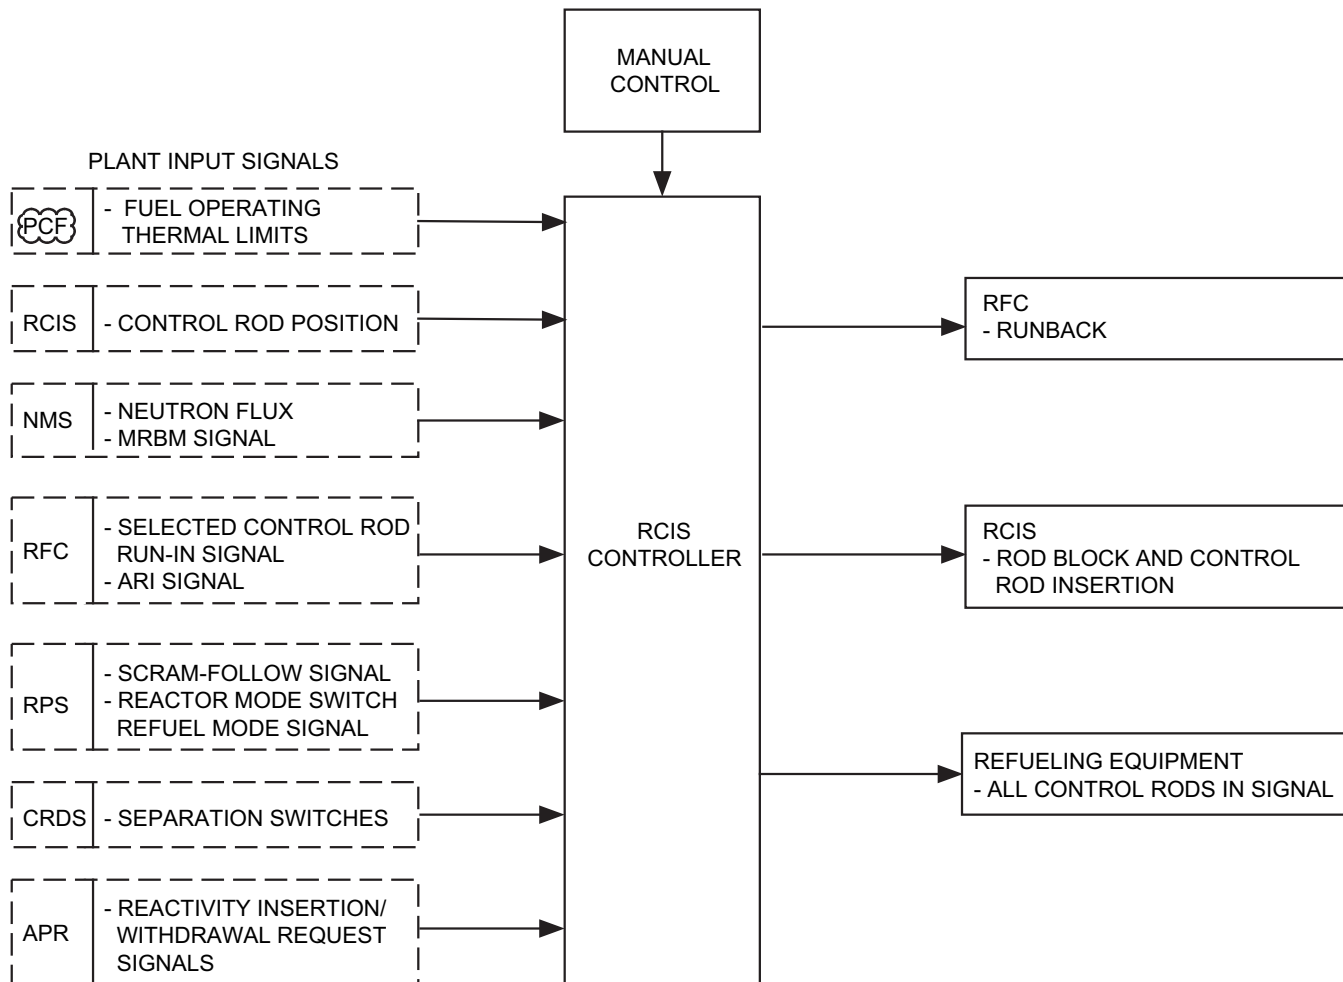 MANUAL
CONTROL
PLANT INPUT SIGNALS
PCF
- FUEL OPERATING
THERMAL LIMITS
RCIS
- CONTROL ROD POSITION
NMS
- NEUTRON FLUX
- MRBM SIGNAL
RFC
- SELECTED CONTROL ROD
RUN-IN SIGNAL
- ARI SIGNAL
RPS
- SCRAM-FOLLOW SIGNAL
- REACTOR MODE SWITCH
REFUEL MODE SIGNAL
CRDS
- SEPARATION SWITCHES
APR
- REACTIVITY INSERTION/
WITHDRAWAL REQUEST
SIGNALS
RCIS
CONTROLLER
RFC
- RUNBACK
RCIS
- ROD BLOCK AND CONTROL
ROD INSERTION
REFUELING EQUIPMENT
- ALL CONTROL RODS IN SIGNAL